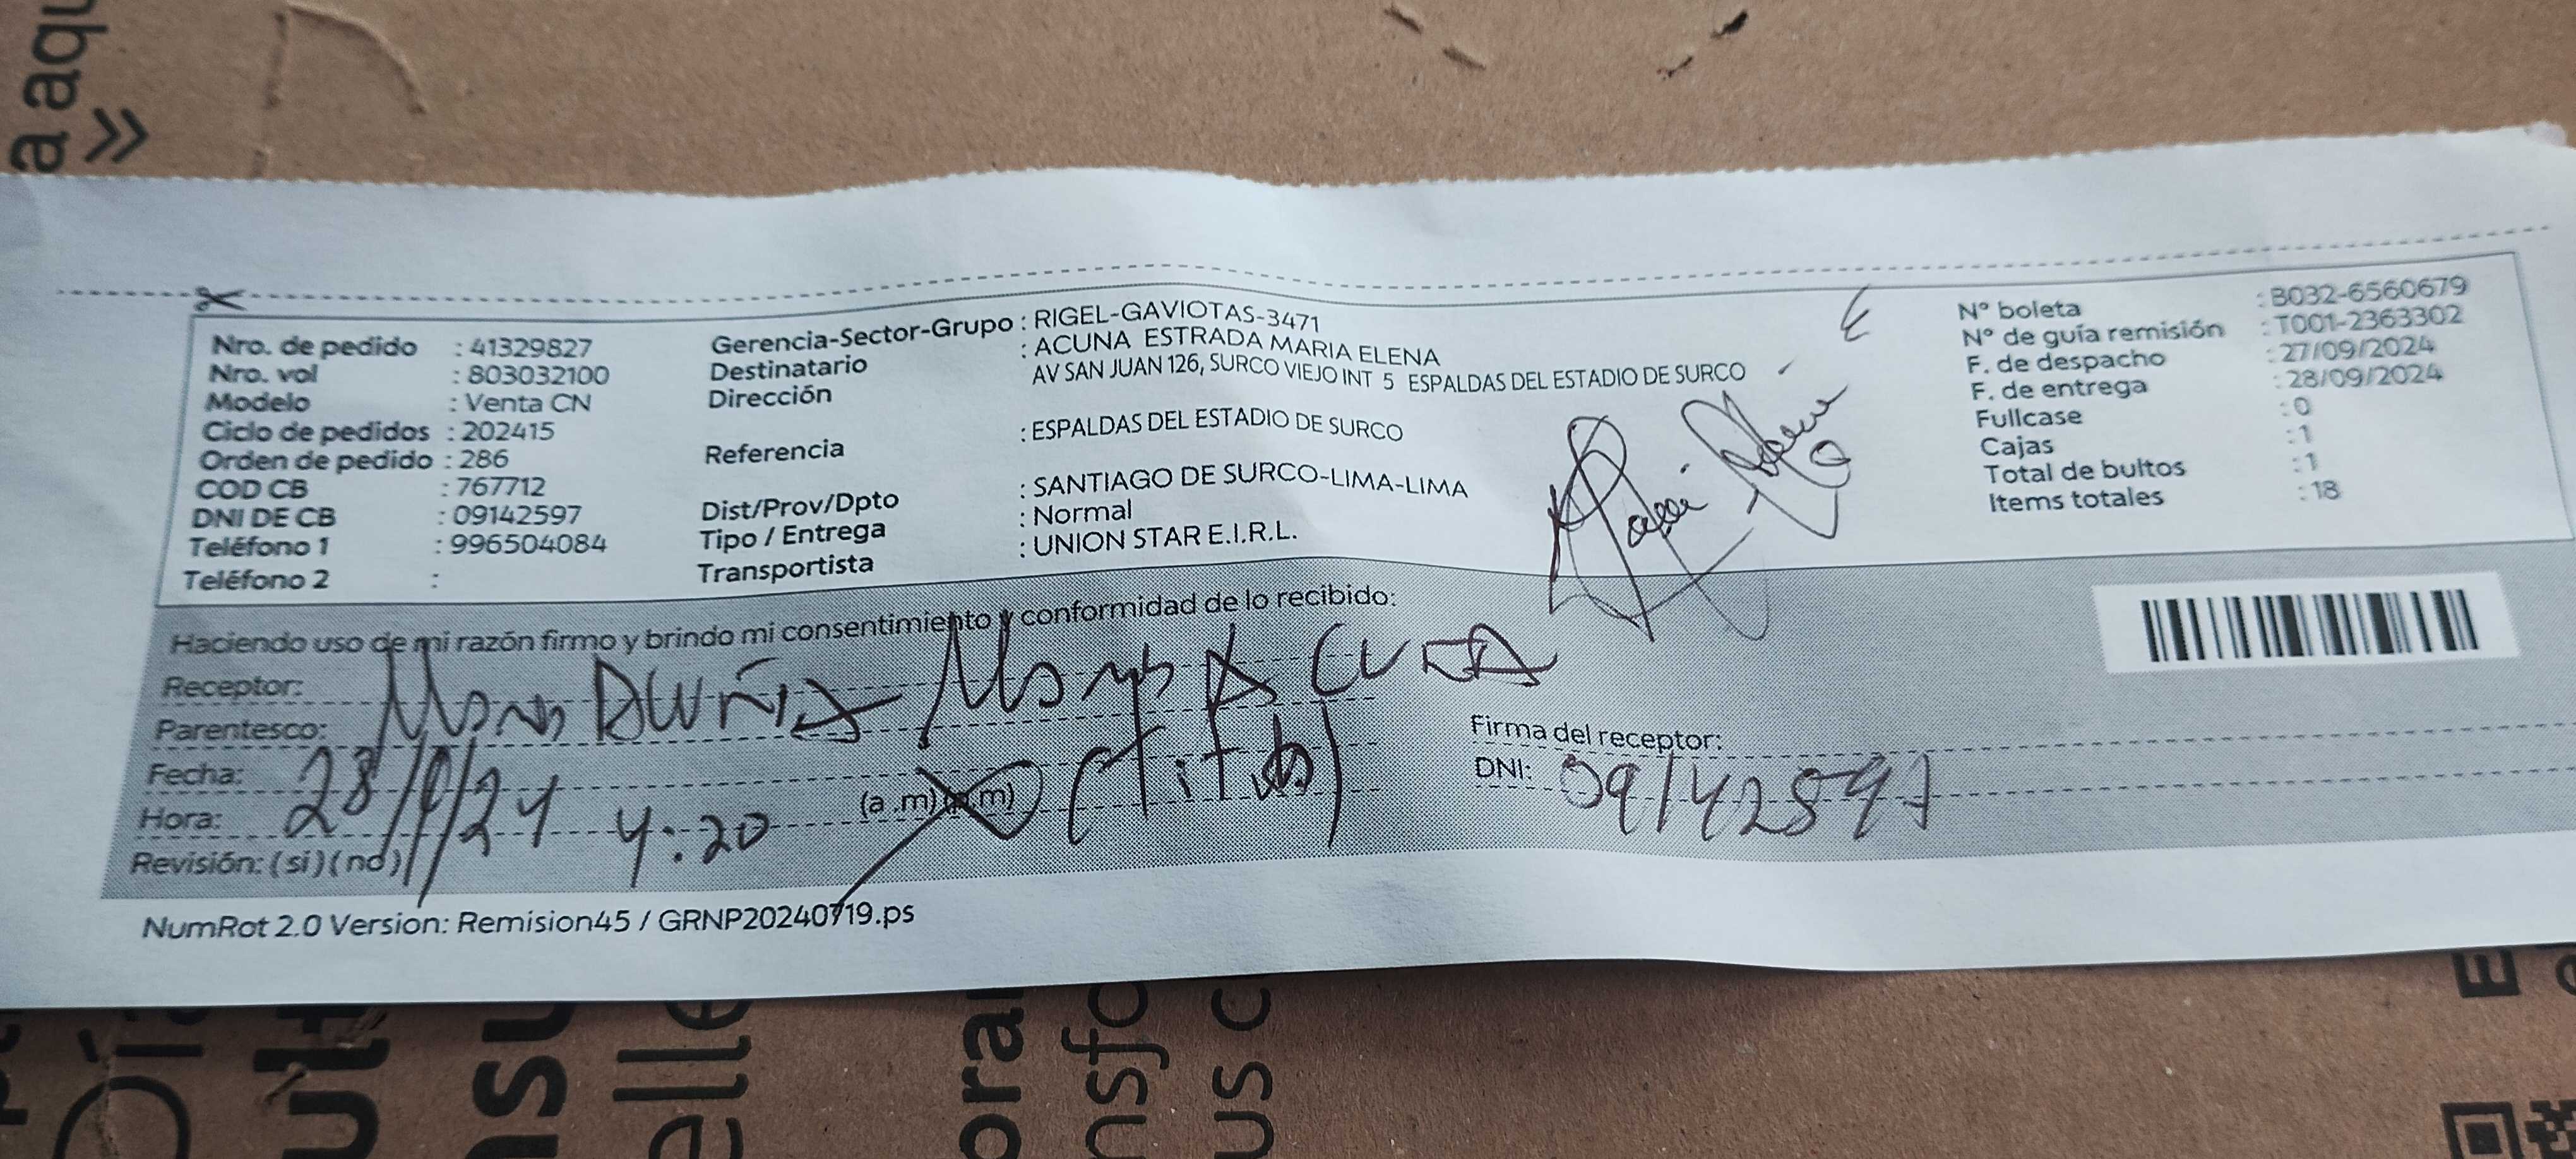 a aqu
Nro. de pedido : 41329827
Nro. vol : 803032100
Modelo : Venta CN
Ciclo de pedidos : 202415
Orden de pedido : 286
COD CB : 767712
DNI DE CB : 09142597
Teléfono 1 : 996504084
Teléfono 2 :
Gerencia-Sector-Grupo : RIGEL-GAVIOTAS-3471
Destinatario : ACUNA ESTRADA MARIA ELENA
Dirección AV SAN JUAN 126, SURCO VIEJO INT 5 ESPALDAS DEL ESTADIO DE SURCO
Referencia : ESPALDAS DEL ESTADIO DE SURCO
Dist/Prov/Dpto : SANTIAGO DE SURCO-LIMA-LIMA
Tipo / Entrega : Normal
Transportista : UNION STAR E.I.R.L.
N° boleta : B032-6560679
N° de guía remisión : T001-2363302
F. de despacho : 27/09/2024
F. de entrega : 28/09/2024
Fullcase : 0
Cajas : 1
Total de bultos : 1
Items totales : 18
Haciendo uso de mi razón firmo y brindo mi consentimiento y conformidad de lo recibido:
Receptor:
Parentesco:
Fecha: 28/9/24
Hora: 4:20 (a.m) (p.m) (Titular)
Revisión: (si) (no)
Firma del receptor:
DNI: 09142597
NumRot 2.0 Version: Remision45 / GRNP20240719.ps